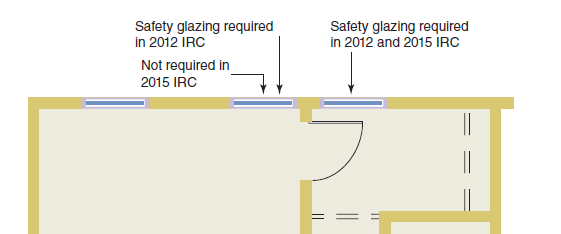 Safety glazing required
in 2012 IRC
Not required in
2015 IRC
Safety glazing required
in 2012 and 2015 IRC